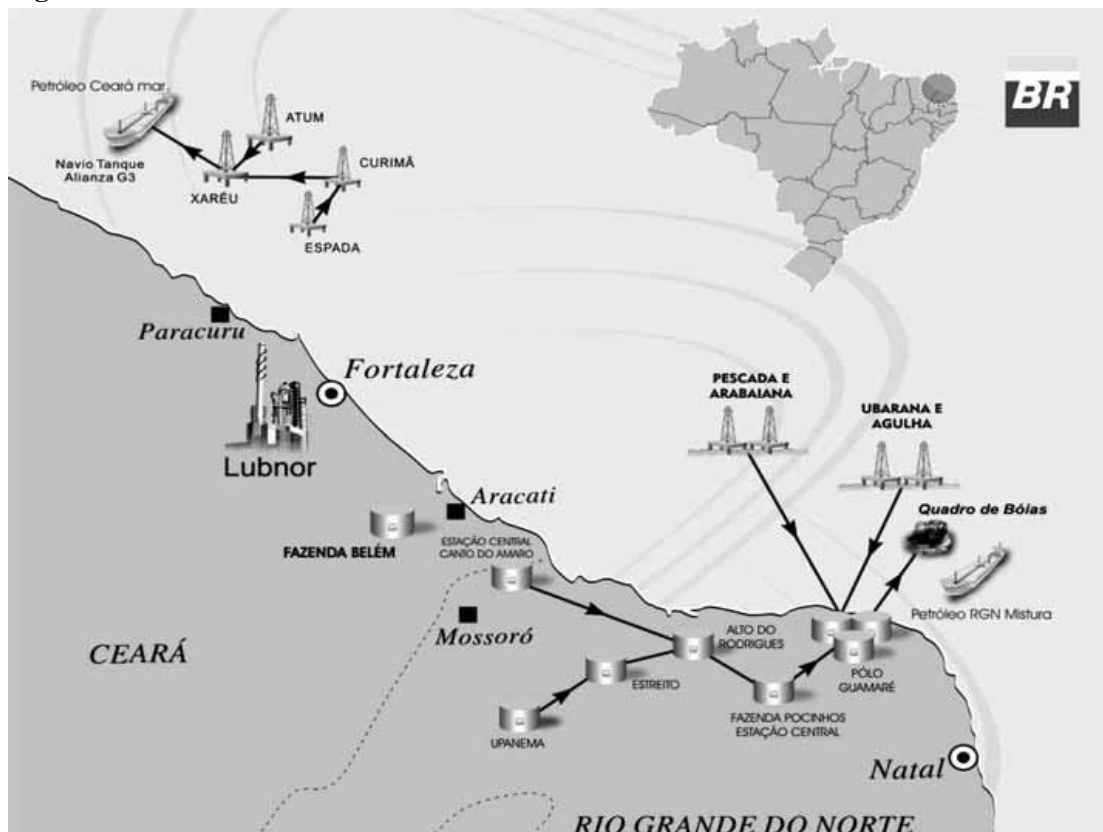 Petróleo Ceará mar
Navio Tanque
Alianza G3
ATUM
CURIMÃ
XARÉU
ESPADA
BR
Paracuru
Fortaleza
Lubnor
PESCADA E
ARABAIANA
UBARANA E
AGULHA
Quadro de Bóias
Petróleo RGN Mistura
Aracati
FAZENDA BELÉM
ESTAÇÃO CENTRAL
CANTO DO AMARO
Mossoró
CEARÁ
ALTO DO
RODRIGUES
ESTREITO
PÓLO
GUAMARÉ
UPANEMA
FAZENDA POCINHOS
ESTAÇÃO CENTRAL
Natal
RIO GRANDE DO NORTE